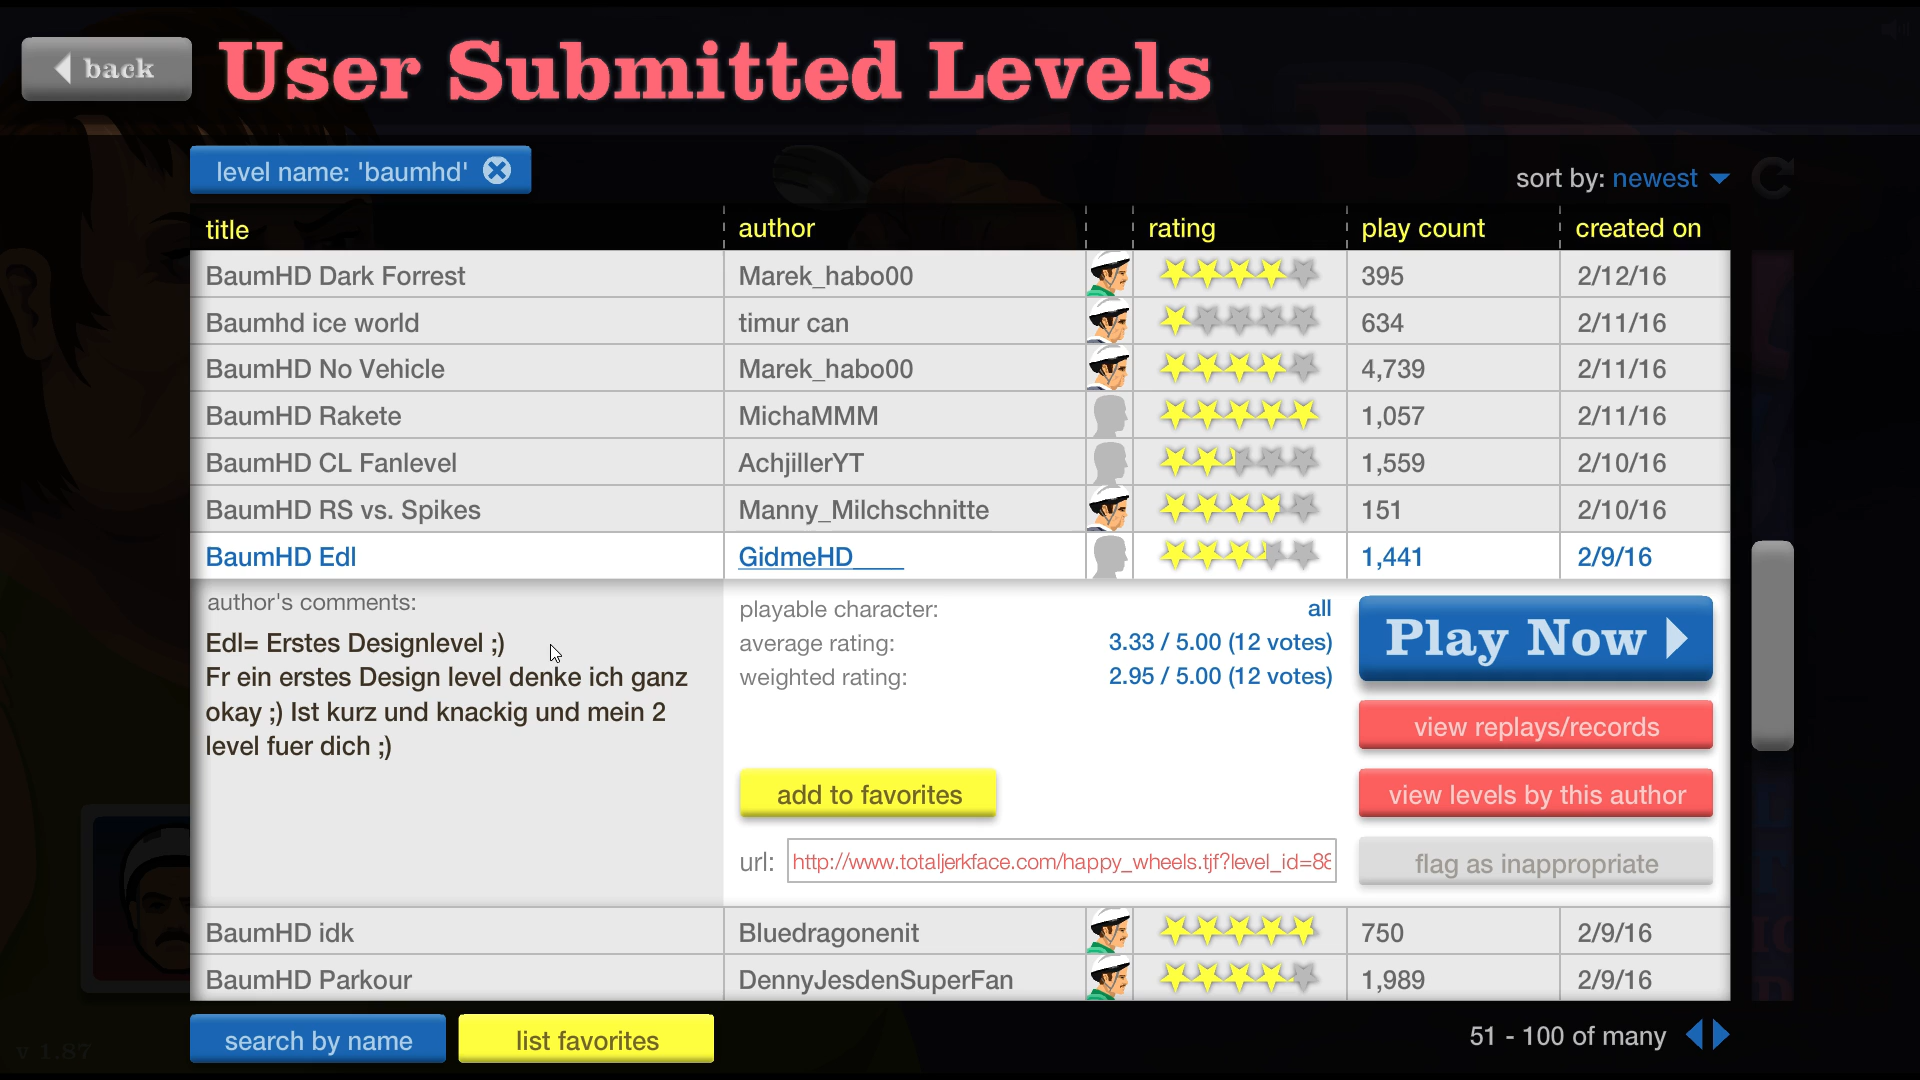 back
User Submitted Levels
level name: 'baumhd'
sort by: newest
title author rating play count created on
BaumHD Dark Forrest Marek_habo00 395 2/12/16
Baumhd ice world timur can 634 2/11/16
BaumHD No Vehicle Marek_habo00 4,739 2/11/16
BaumHD Rakete MichaMMM 1,057 2/11/16
BaumHD CL Fanlevel AchjillerYT 1,559 2/10/16
BaumHD RS vs. Spikes Manny_Milchschnitte 151 2/10/16
BaumHD Edl GidmeHD____ 1,441 2/9/16
author's comments:
Edl= Erstes Designlevel ;)
Fr ein erstes Design level denke ich ganz
okay ;) Ist kurz und knackig und mein 2
level fuer dich ;)
playable character: all
average rating: 3.33 / 5.00 (12 votes)
weighted rating: 2.95 / 5.00 (12 votes)
add to favorites
url: http://www.totaljerkface.com/happy_wheels.tjf?level_id=88
Play Now
view replays/records
view levels by this author
flag as inappropriate
BaumHD idk Bluedragonenit 750 2/9/16
BaumHD Parkour DennyJesdenSuperFan 1,989 2/9/16
search by name
list favorites
51 - 100 of many
v 1.87